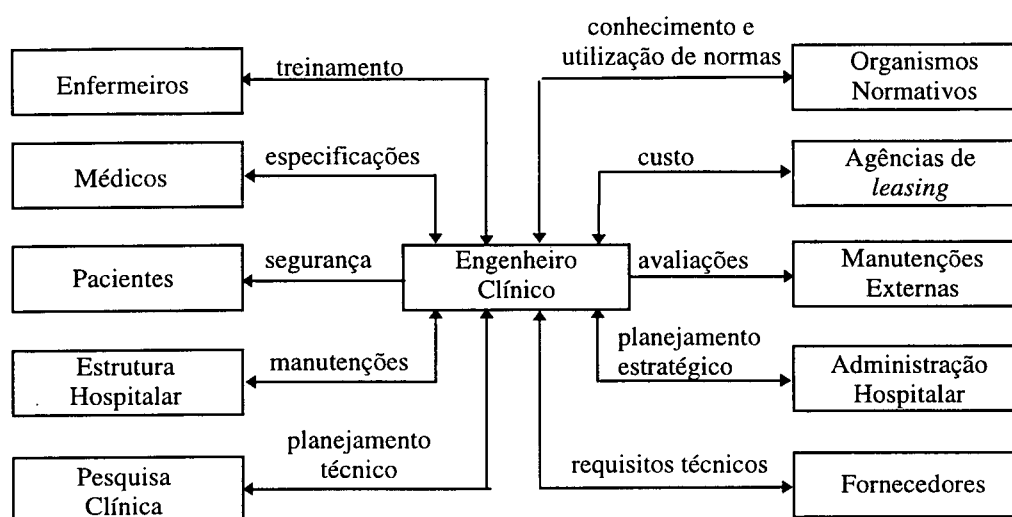 conhecimento e
utilização de normas
Enfermeiros
treinamento
Organismos
Normativos
Médicos
especificações
custo
Agências de
leasing
Pacientes
segurança
Engenheiro
Clínico
avaliações
Manutenções
Externas
Estrutura
Hospitalar
manutenções
planejamento
estratégico
Administração
Hospitalar
Pesquisa
Clínica
planejamento
técnico
requisitos técnicos
Fornecedores